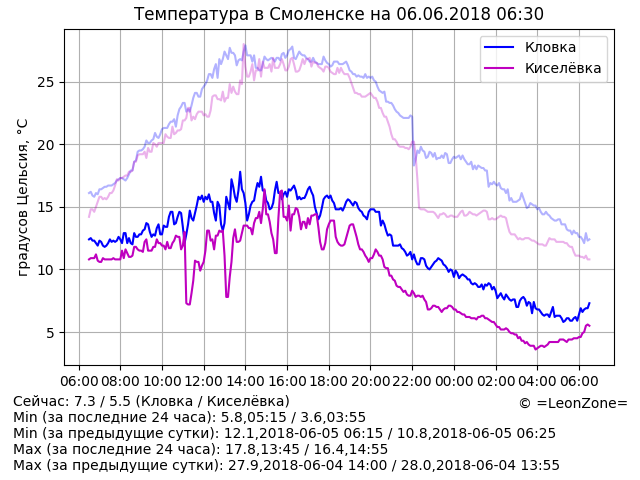 Температура в Смоленске на 06.06.2018 06:30
Кловка
Киселёвка
градусов Цельсия, °C
25
20
15
10
5
06:00 08:00 10:00 12:00 14:00 16:00 18:00 20:00 22:00 00:00 02:00 04:00 06:00
Сейчас: 7.3 / 5.5 (Кловка / Киселёвка)
© =LeonZone=
Min (за последние 24 часа): 5.8,05:15 / 3.6,03:55
Min (за предыдущие сутки): 12.1,2018-06-05 06:15 / 10.8,2018-06-05 06:25
Max (за последние 24 часа): 17.8,13:45 / 16.4,14:55
Max (за предыдущие сутки): 27.9,2018-06-04 14:00 / 28.0,2018-06-04 13:55